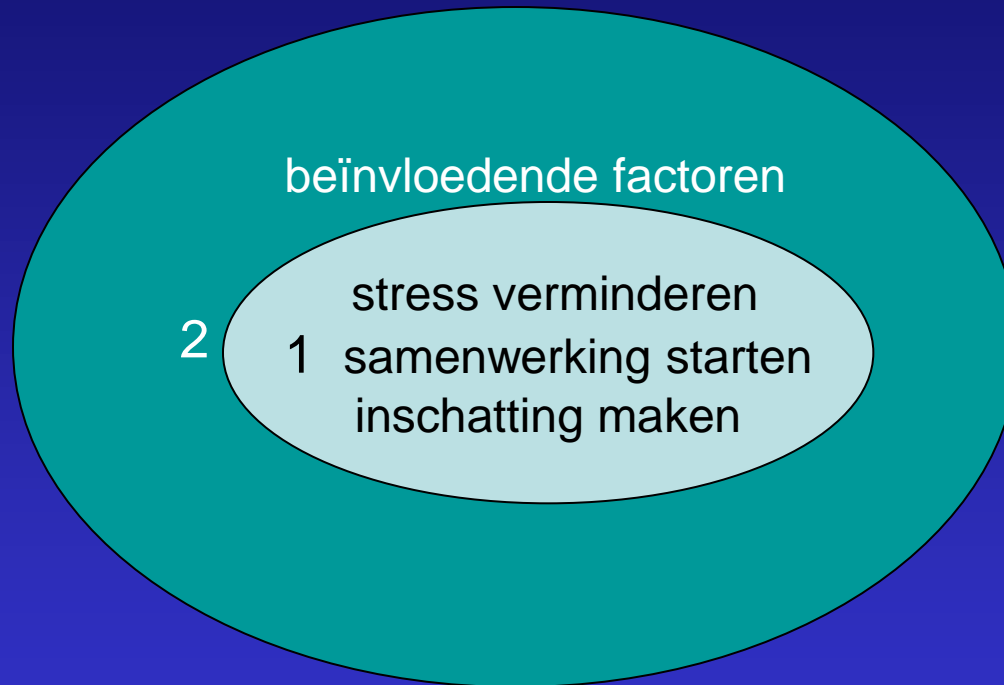 beïnvloedende factoren
stress verminderen
2 1 samenwerking starten
inschatting maken